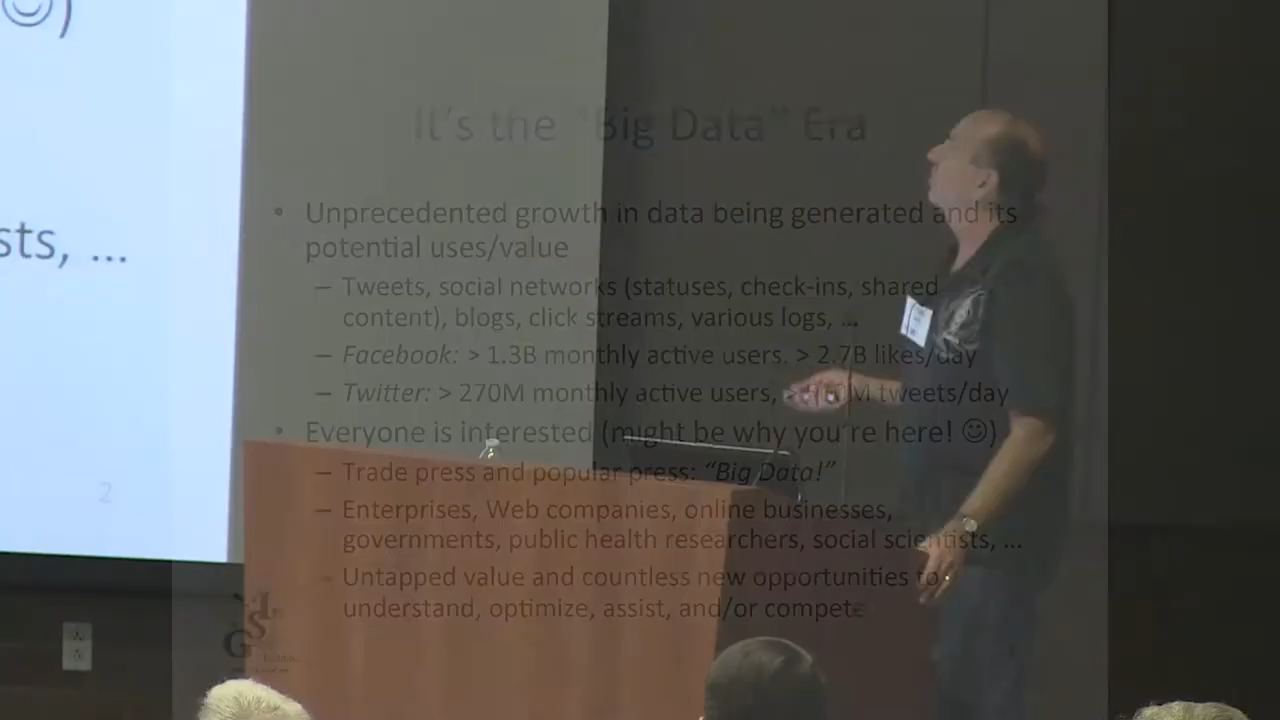 It's the "Big Data" Era
• Unprecedented growth in data being generated and its
potential uses/value
– Tweets, social networks (statuses, check-ins, shared
content), blogs, click streams, various logs, ...
– Facebook: > 1.3B monthly active users. > 2.7B likes/day
– Twitter: > 270M monthly active users, tweets/day
• Everyone is interested (might be why you're here! ☺)
– Trade press and popular press: "Big Data!"
– Enterprises, Web companies, online businesses,
governments, public health researchers, social scientists, ...
– Untapped value and countless new opportunities to
understand, optimize, assist, and/or compete
☺)
sts, ...
2